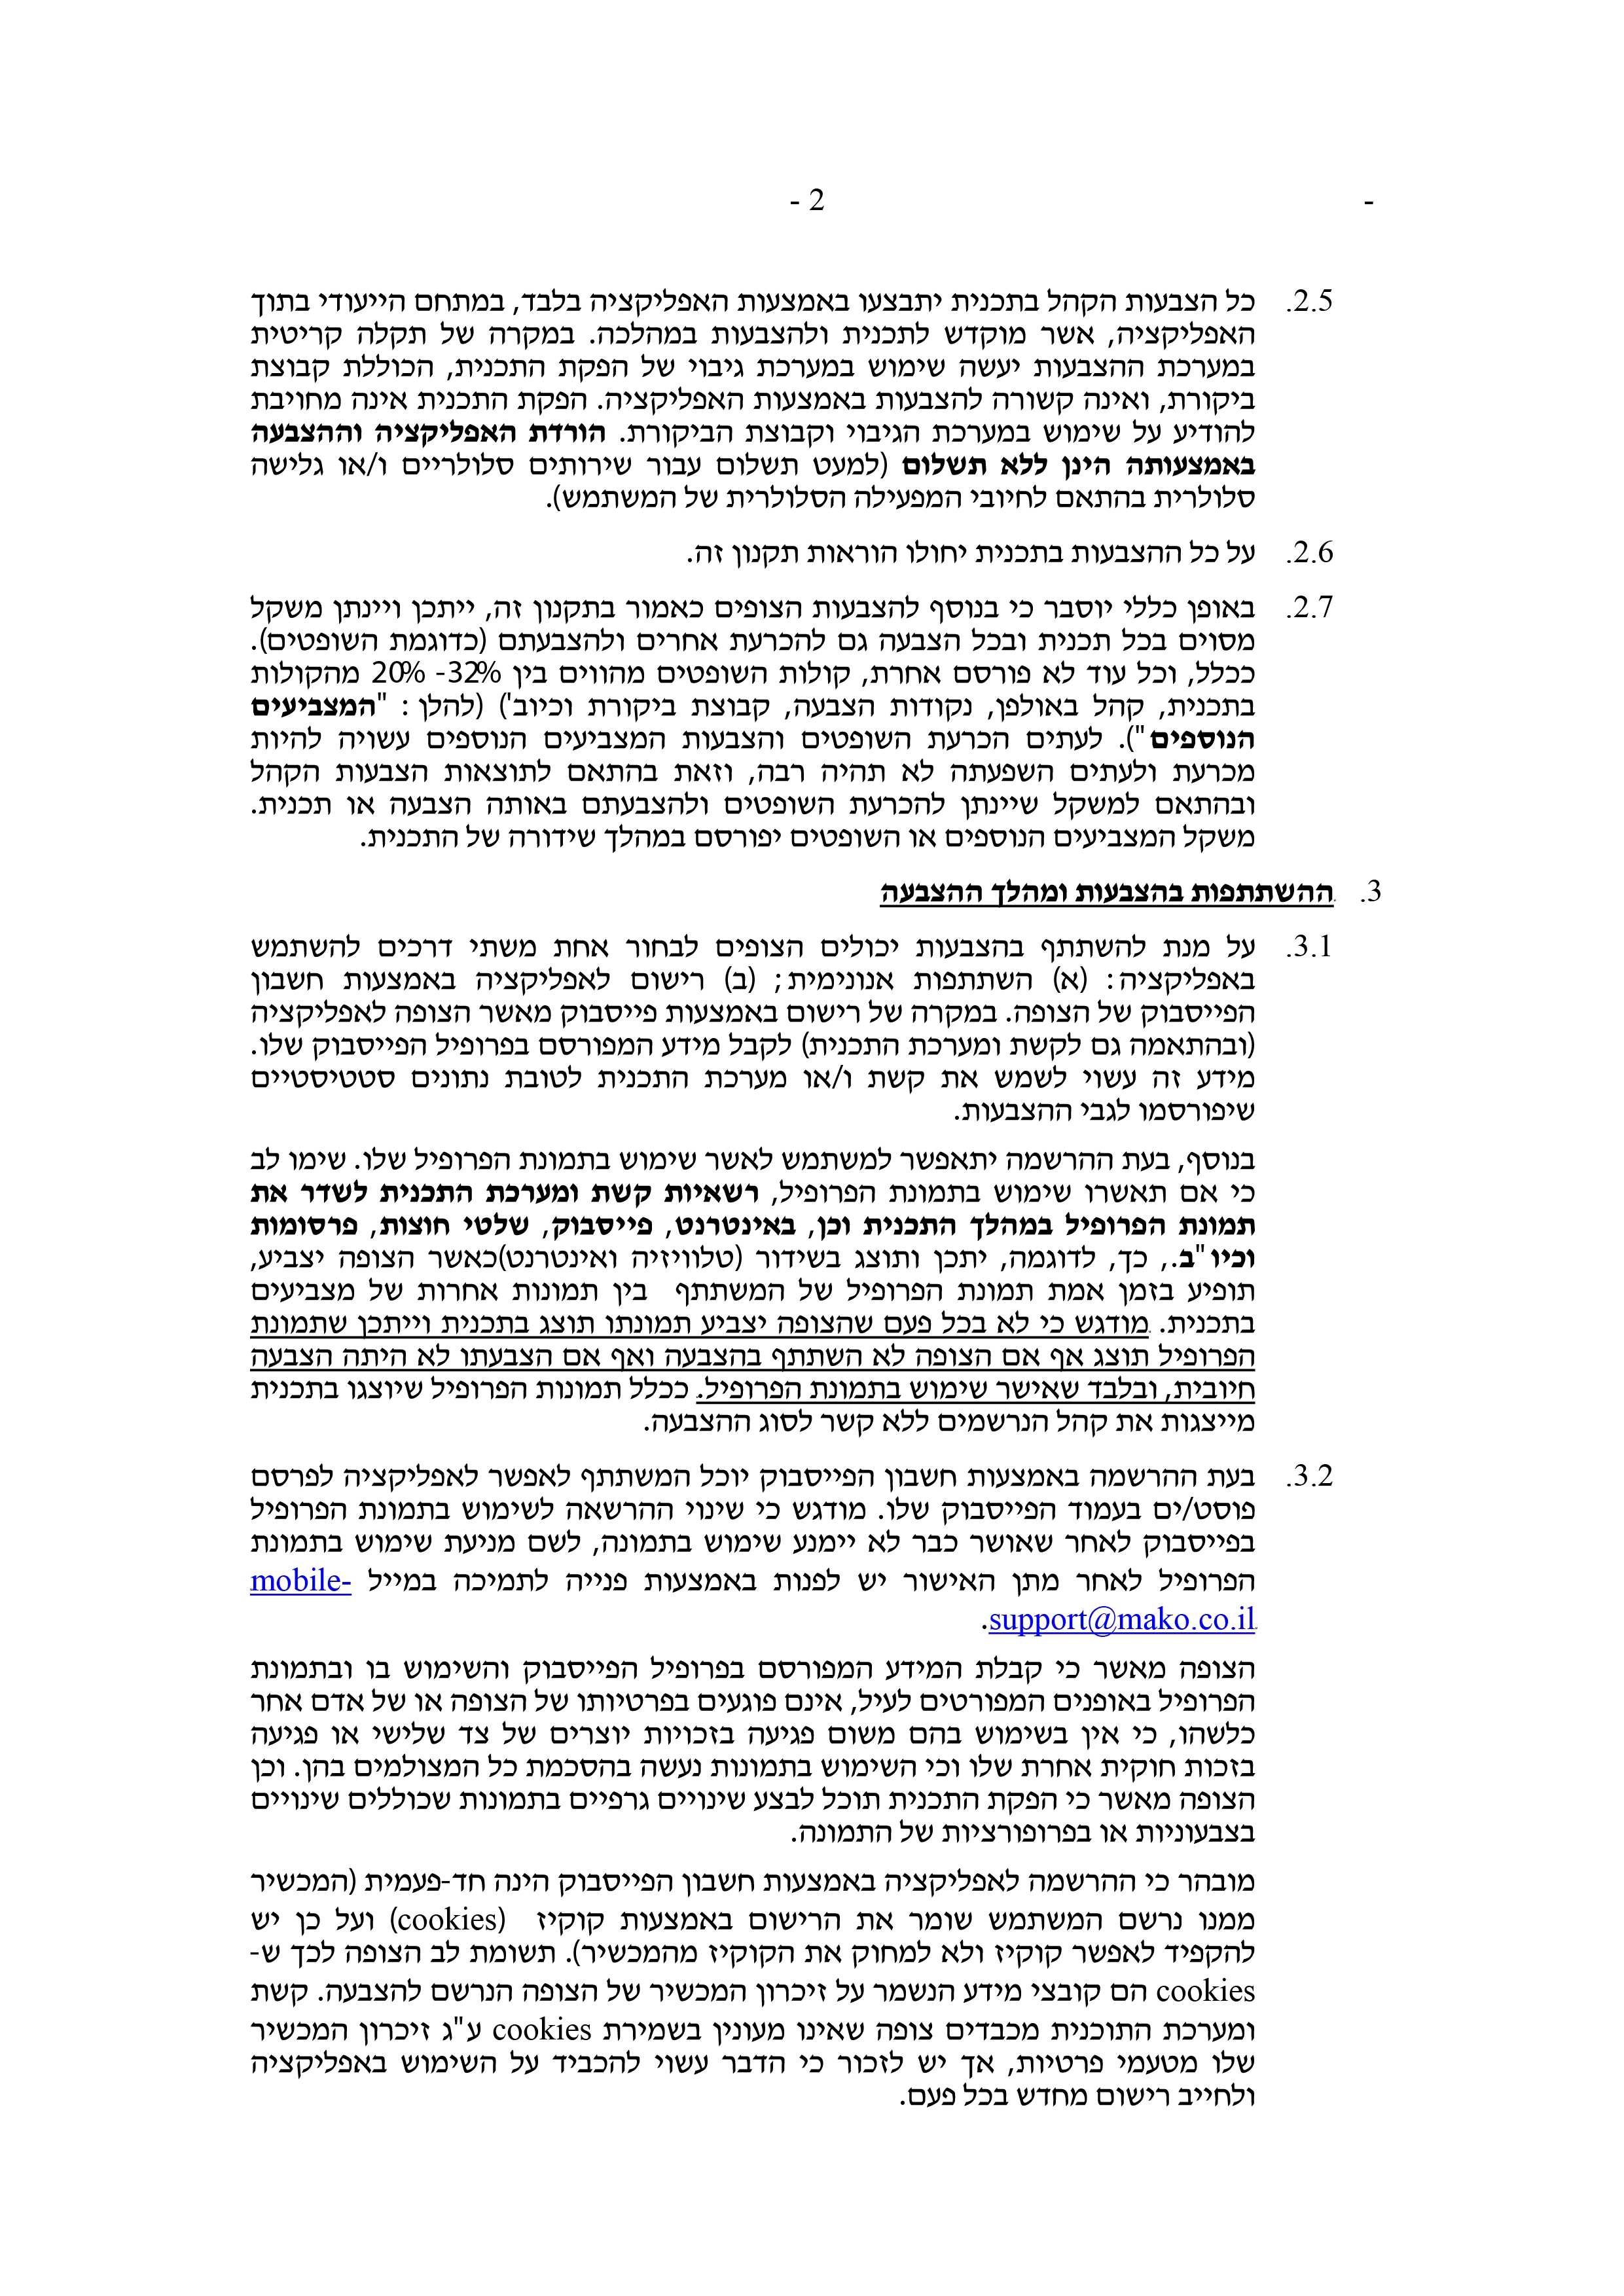 - 2 -
2.5. כל הצבעות הקהל בתכנית יתבצעו באמצעות האפליקציה בלבד, במתחם הייעודי בתוך
האפליקציה, אשר מוקדש לתכנית ולהצבעות במהלכה. במקרה של תקלה קריטית
במערכת ההצבעות יעשה שימוש במערכת גיבוי של הפקת התכנית, הכוללת קבוצת
ביקורת, ואינה קשורה להצבעות באמצעות האפליקציה. הפקת התכנית אינה מחויבת
להודיע על שימוש במערכת הגיבוי וקבוצת הביקורת. הורדת האפליקציה וההצבעה
באמצעותה הינן ללא תשלום (למעט תשלום עבור שירותים סלולריים ו/או גלישה
סלולרית בהתאם לחיובי המפעילה הסלולרית של המשתמש).
2.6. על כל ההצבעות בתכנית יחולו הוראות תקנון זה.
2.7. באופן כללי יוסבר כי בנוסף להצבעות הצופים כאמור בתקנון זה, ייתכן ויינתן משקל
מסוים בכל תכנית ובכל הצבעה גם להכרעת אחרים ולהצבעתם (כדוגמת השופטים).
ככלל, וכל עוד לא פורסם אחרת, קולות השופטים מהווים בין 32%- 20% מהקולות
בתכנית, קהל באולפן, נקודות הצבעה, קבוצת ביקורת וכיוב') (להלן: "המצביעים
הנוספים"). לעתים הכרעת השופטים והצבעות המצביעים הנוספים עשויה להיות
מכרעת ולעתים השפעתה לא תהיה רבה, וזאת בהתאם לתוצאות הצבעות הקהל
ובהתאם למשקל שיינתן להכרעת השופטים ולהצבעתם באותה הצבעה או תכנית.
משקל המצביעים הנוספים או השופטים יפורסם במהלך שידורה של התכנית.
3. ההשתתפות בהצבעות ומהלך ההצבעה
3.1. על מנת להשתתף בהצבעות יכולים הצופים לבחור אחת משתי דרכים להשתמש
באפליקציה: (א) השתתפות אנונימית; (ב) רישום לאפליקציה באמצעות חשבון
הפייסבוק של הצופה. במקרה של רישום באמצעות פייסבוק מאשר הצופה לאפליקציה
(ובהתאמה גם לקשת ומערכת התכנית) לקבל מידע המפורסם בפרופיל הפייסבוק שלו.
מידע זה עשוי לשמש את קשת ו/או מערכת התכנית לטובת נתונים סטטיסטיים
שיפורסמו לגבי ההצבעות.
בנוסף, בעת ההרשמה יתאפשר למשתמש לאשר שימוש בתמונת הפרופיל שלו. שימו לב
כי אם תאשרו שימוש בתמונת הפרופיל, רשאיות קשת ומערכת התכנית לשדר את
תמונת הפרופיל במהלך התכנית וכן, באינטרנט, פייסבוק, שלטי חוצות, פרסומות
וכיו"ב., כך, לדוגמה, יתכן ותוצג בשידור (טלוויזיה ואינטרנט)כאשר הצופה יצביע,
תופיע בזמן אמת תמונת הפרופיל של המשתתף  בין תמונות אחרות של מצביעים
בתכנית. מודגש כי לא בכל פעם שהצופה יצביע תמונתו תוצג בתכנית וייתכן שתמונת
הפרופיל תוצג אף אם הצופה לא השתתף בהצבעה ואף אם הצבעתו לא היתה הצבעה
חיובית, ובלבד שאישר שימוש בתמונת הפרופיל. ככלל תמונות הפרופיל שיוצגו בתכנית
מייצגות את קהל הנרשמים ללא קשר לסוג ההצבעה.
3.2. בעת ההרשמה באמצעות חשבון הפייסבוק יוכל המשתתף לאפשר לאפליקציה לפרסם
פוסט/ים בעמוד הפייסבוק שלו. מודגש כי שינוי ההרשאה לשימוש בתמונת הפרופיל
בפייסבוק לאחר שאושר כבר לא יימנע שימוש בתמונה, לשם מניעת שימוש בתמונת
הפרופיל לאחר מתן האישור יש לפנות באמצעות פנייה לתמיכה במייל mobile-
support@mako.co.il.
הצופה מאשר כי קבלת המידע המפורסם בפרופיל הפייסבוק והשימוש בו ובתמונת
הפרופיל באופנים המפורטים לעיל, אינם פוגעים בפרטיותו של הצופה או של אדם אחר
כלשהו, כי אין בשימוש בהם משום פגיעה בזכויות יוצרים של צד שלישי או פגיעה
בזכות חוקית אחרת שלו וכי השימוש בתמונות נעשה בהסכמת כל המצולמים בהן. וכן
הצופה מאשר כי הפקת התכנית תוכל לבצע שינויים גרפיים בתמונות שכוללים שינויים
בצבעוניות או בפרופורציות של התמונה.
מובהר כי ההרשמה לאפליקציה באמצעות חשבון הפייסבוק הינה חד-פעמית (המכשיר
ממנו נרשם המשתמש שומר את הרישום באמצעות קוקיז  (cookies) ועל כן יש
להקפיד לאפשר קוקיז ולא למחוק את הקוקיז מהמכשיר). תשומת לב הצופה לכך ש-
cookies הם קובצי מידע הנשמר על זיכרון המכשיר של הצופה הנרשם להצבעה. קשת
ומערכת התוכנית מכבדים צופה שאינו מעונין בשמירת cookies ע"ג זיכרון המכשיר
שלו מטעמי פרטיות, אך יש לזכור כי הדבר עשוי להכביד על השימוש באפליקציה
ולחייב רישום מחדש בכל פעם.